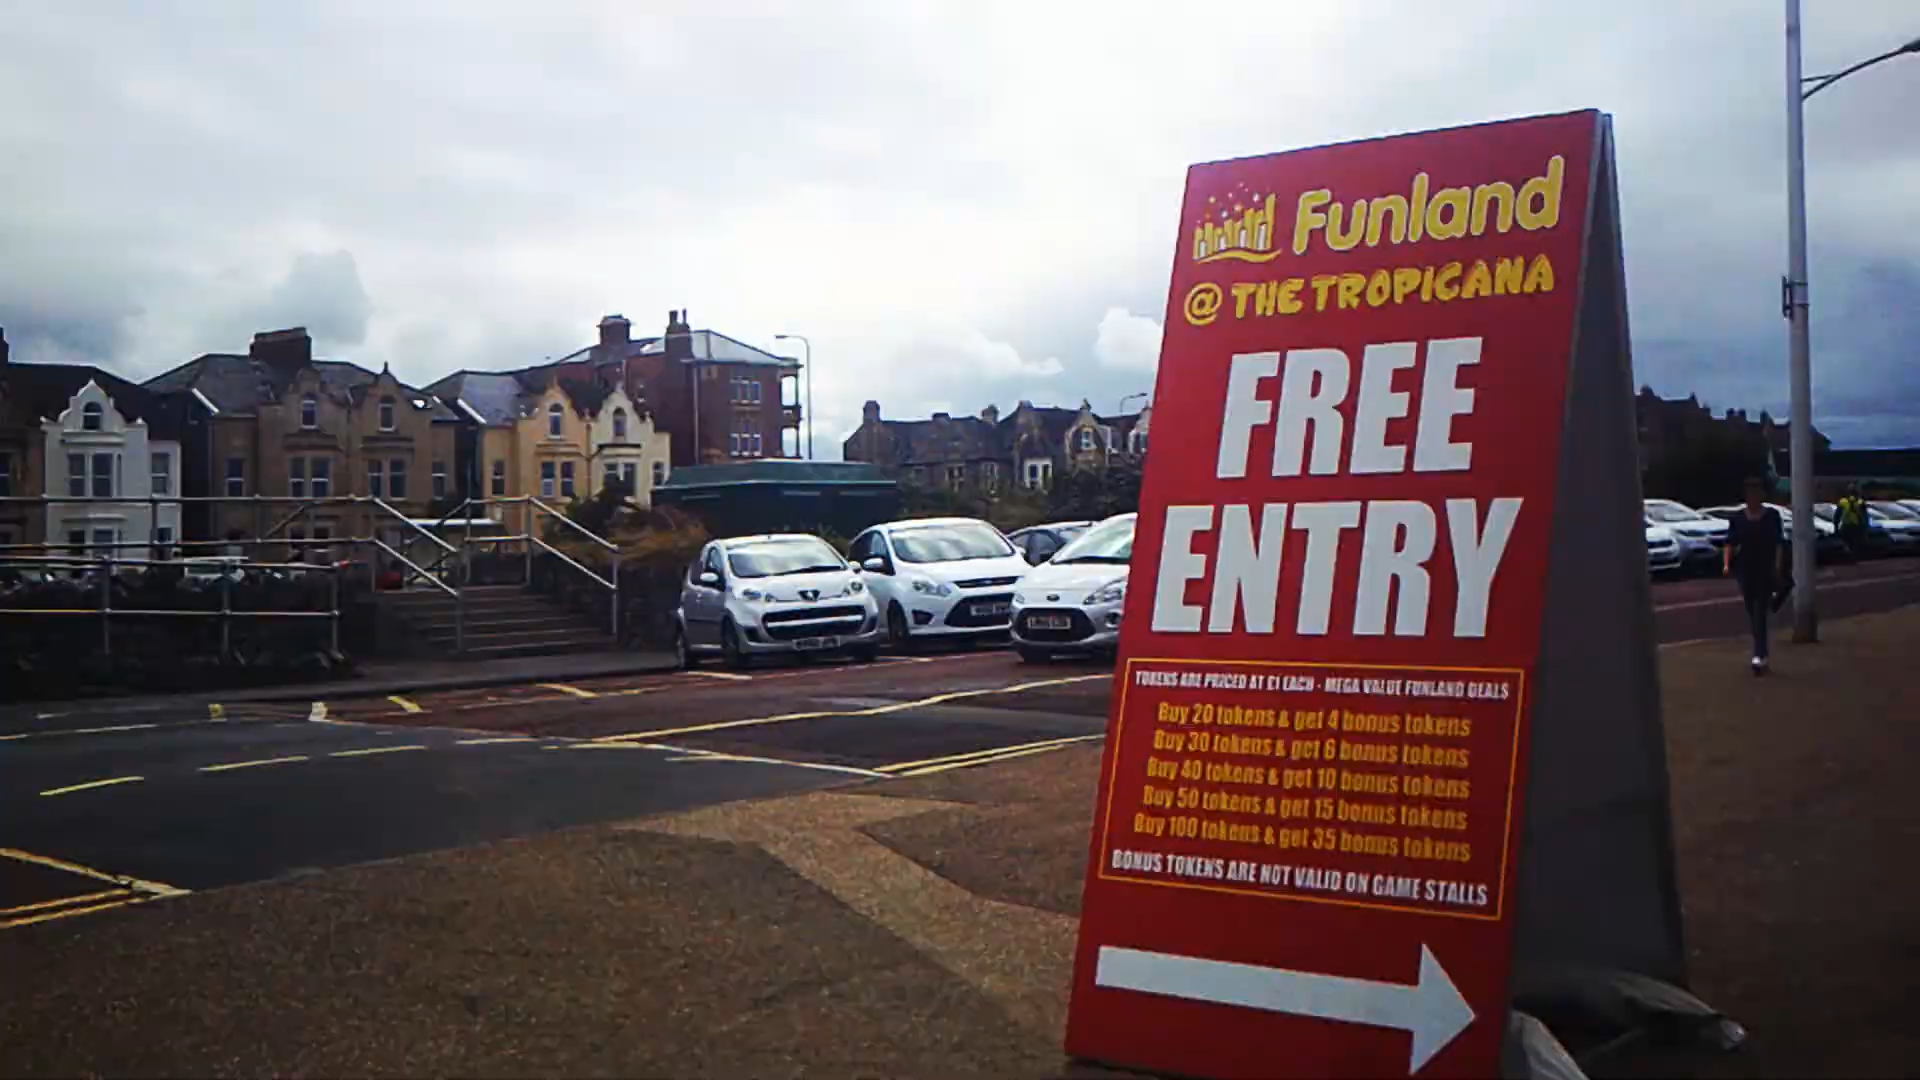 Funland
@ THE TROPICANA
FREE
ENTRY
TOKENS ARE PRICED AT £1 EACH - MEGA VALUE FUNLAND DEALS
Buy 20 tokens & get 4 bonus tokens
Buy 30 tokens & get 6 bonus tokens
Buy 40 tokens & get 10 bonus tokens
Buy 50 tokens & get 15 bonus tokens
Buy 100 tokens & get 35 bonus tokens
BONUS TOKENS ARE NOT VALID ON GAME STALLS